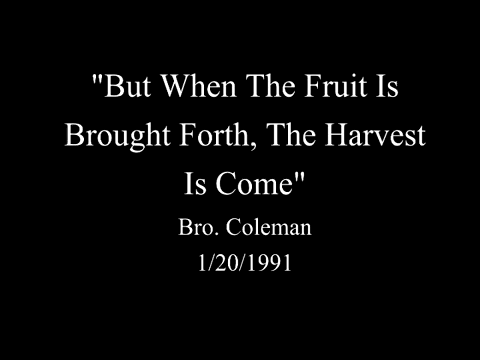 "But When The Fruit Is
Brought Forth, The Harvest
Is Come"
Bro. Coleman
1/20/1991